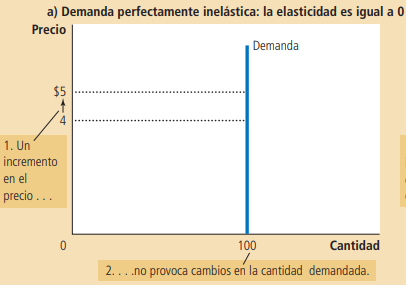 a) Demanda perfectamente inelástica: la elasticidad es igual a 0
Precio
Demanda
$5
4
1. Un
incremento
en el
precio . . .
0
100
Cantidad
2. . . .no provoca cambios en la cantidad demandada.